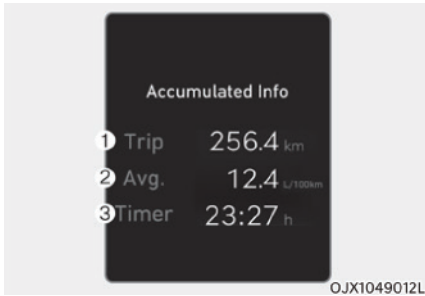 Accumulated Info
1 Trip 256.4 km
2 Avg. 12.4 L/100km
3 Timer 23:27 h
OJX1049012L